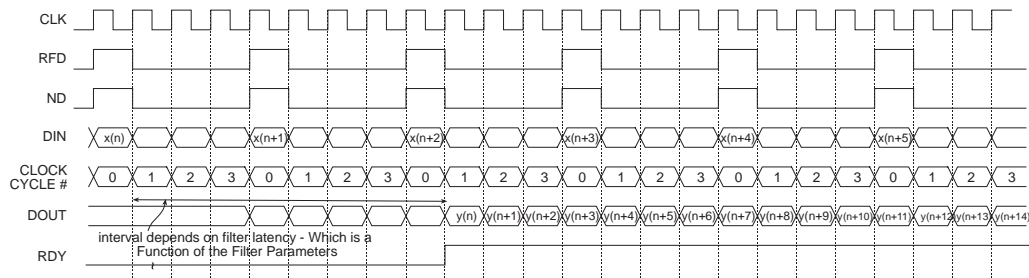 CLK
RFD
ND
DIN x(n) x(n+1) x(n+2) x(n+3) x(n+4) x(n+5)
CLOCK
CYCLE # 0 1 2 3 0 1 2 3 0 1 2 3 0 1 2 3 0 1 2 3 0 1 2 3
DOUT y(n) y(n+1) y(n+2) y(n+3) y(n+4) y(n+5) y(n+6) y(n+7) y(n+8) y(n+9) y(n+10) y(n+11) y(n+12 y(n+13) y(n+14)
interval depends on filter latency - Which is a
Function of the Filter Parameters
RDY